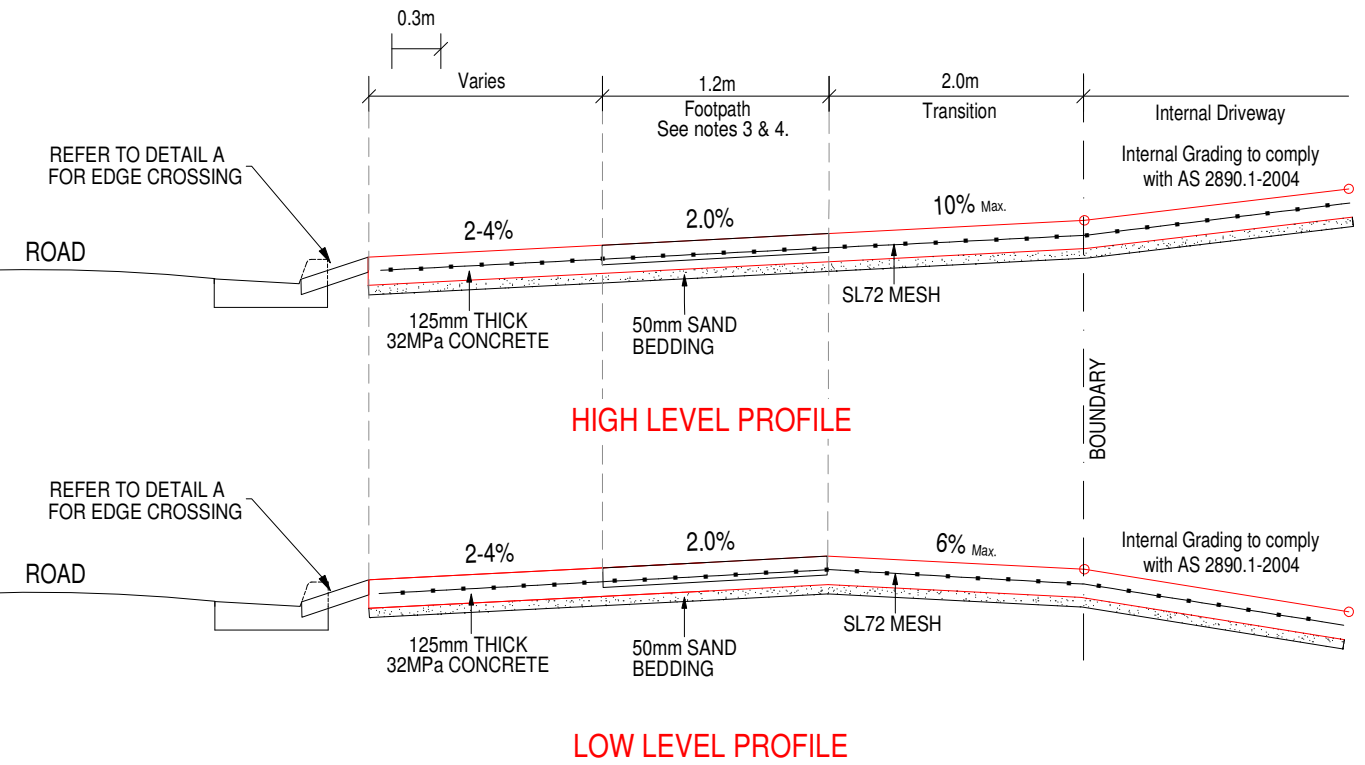 0.3m
Varies
1.2m
2.0m
Footpath
See notes 3 & 4.
Transition
Internal Driveway
REFER TO DETAIL A
FOR EDGE CROSSING
Internal Grading to comply
with AS 2890.1-2004
2-4%
2.0%
10% Max.
ROAD
SL72 MESH
125mm THICK
32MPa CONCRETE
50mm SAND
BEDDING
HIGH LEVEL PROFILE
BOUNDARY
REFER TO DETAIL A
FOR EDGE CROSSING
2-4%
2.0%
6% Max.
Internal Grading to comply
with AS 2890.1-2004
ROAD
SL72 MESH
125mm THICK
32MPa CONCRETE
50mm SAND
BEDDING
LOW LEVEL PROFILE